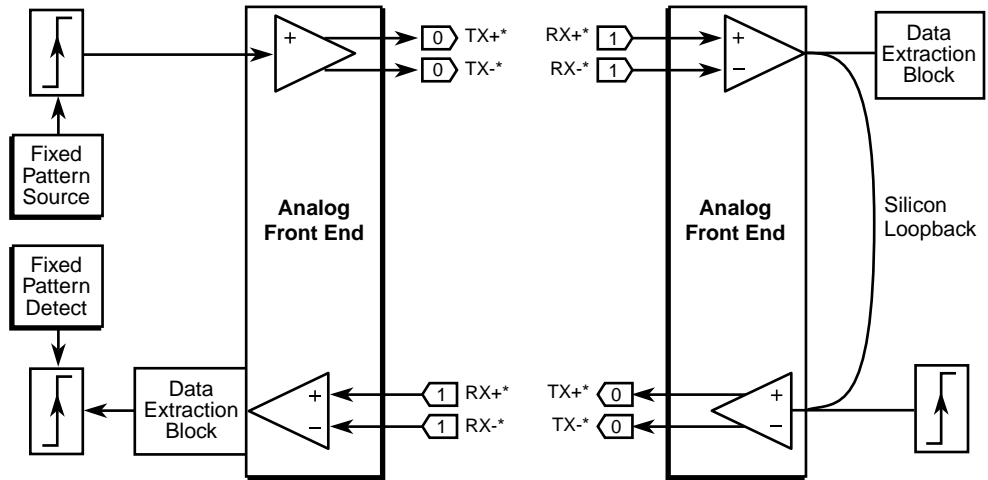 +
0 TX+*
0 TX-*
RX+* 1
RX-* 1
+
−
Data
Extraction
Block
Fixed
Pattern
Source
Analog
Front End
Analog
Front End
Silicon
Loopback
Fixed
Pattern
Detect
Data
Extraction
Block
+
−
1 RX+*
1 RX-*
TX+* 0
TX-* 0
+
−